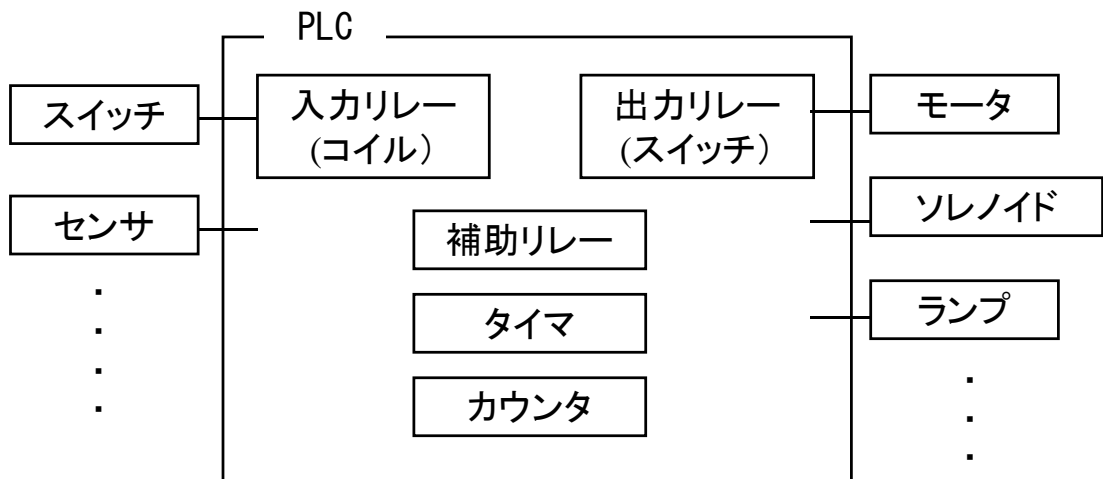 PLC
スイッチ
入力リレー
(コイル)
出力リレー
(スイッチ)
モータ
センサ
補助リレー
ソレノイド
タイマ
ランプ
カウンタ